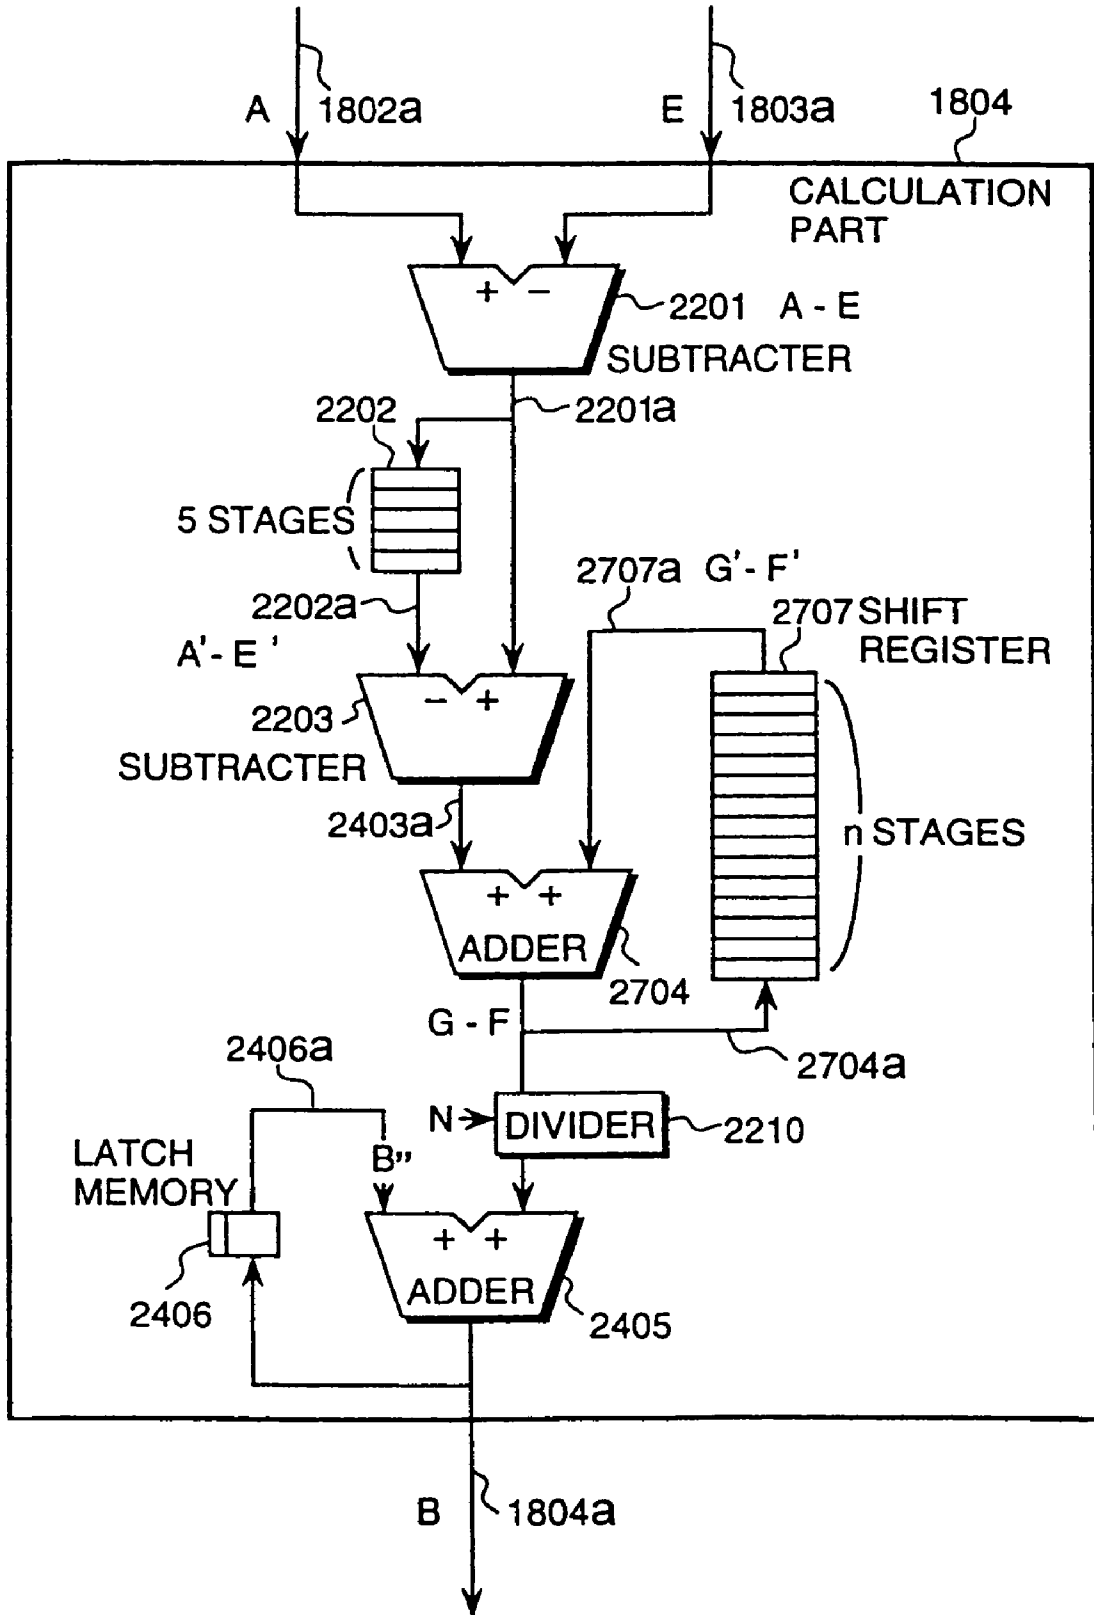 A
1802a
E
1803a
1804
CALCULATION
PART
+ −
2201 A - E
SUBTRACTER
2202
2201a
5 STAGES
2202a
2707a G'- F'
2707 SHIFT
REGISTER
A'- E '
− +
2203
SUBTRACTER
2403a
n STAGES
+ +
ADDER
2704
G - F
2704a
2406a
N
DIVIDER
2210
LATCH
MEMORY
B"
+ +
ADDER
2406
2405
B
1804a